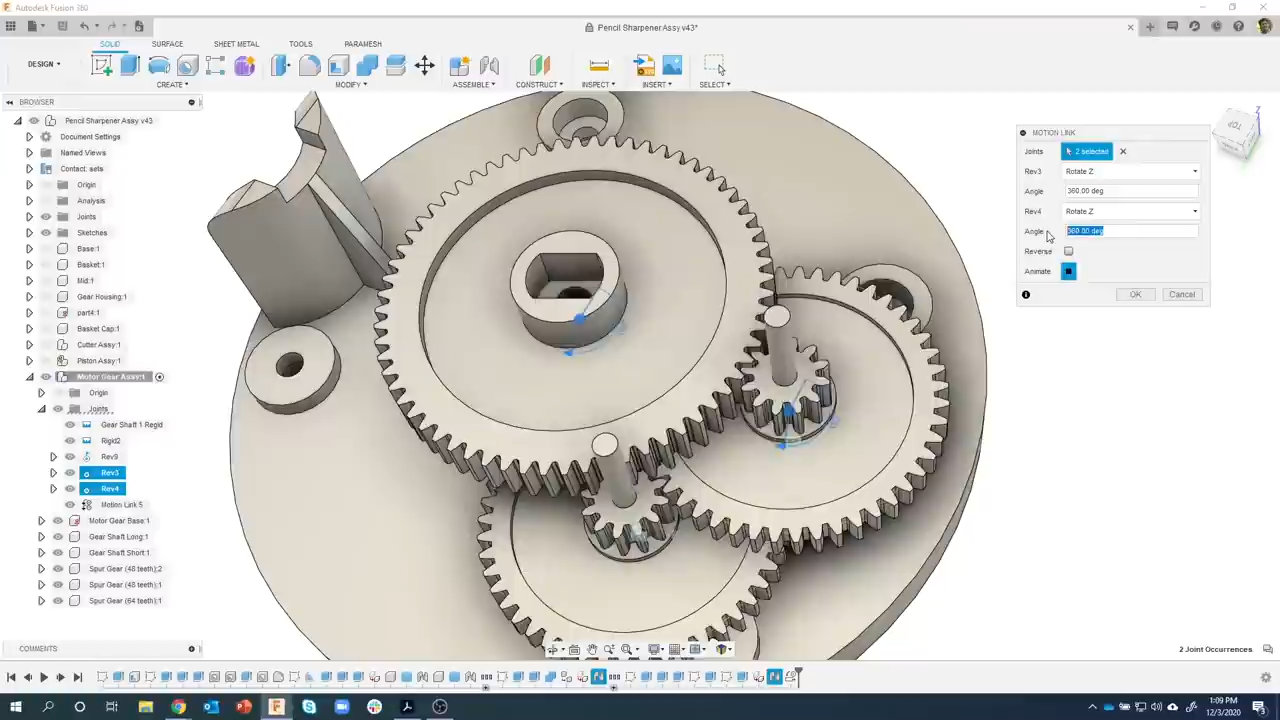 Autodesk Fusion 360
Pencil Sharpener Assy v43*
SOLID SURFACE SHEET METAL TOOLS PARAMESH
DESIGN
CREATE MODIFY ASSEMBLE CONSTRUCT INSPECT INSERT SELECT
BROWSER
Pencil Sharpener Assy v43
Document Settings
Named Views
Contact: sets
Origin
Analysis
Joints
Sketches
Base:1
Basket:1
Mid:1
Gear Housing:1
part4:1
Basket Cap:1
Cutter Assy:1
Piston Assy:1
Motor Gear Assy:1
Origin
Joints
Gear Shaft 1 Regid
Rigid2
Rev9
Rev3
Rev4
Motion Link 5
Motor Gear Base:1
Gear Shaft Long:1
Gear Shaft Short:1
Spur Gear (48 teeth):2
Spur Gear (48 teeth):1
Spur Gear (64 teeth):1
TOP
Z
MOTION LINK
Joints 2 selected
Rev3 Rotate Z
Angle 360.00 deg
Rev4 Rotate Z
Angle 360.00 deg
Reverse
Animate
OK Cancel
COMMENTS
2 Joint Occurrences
1:09 PM
12/3/2020